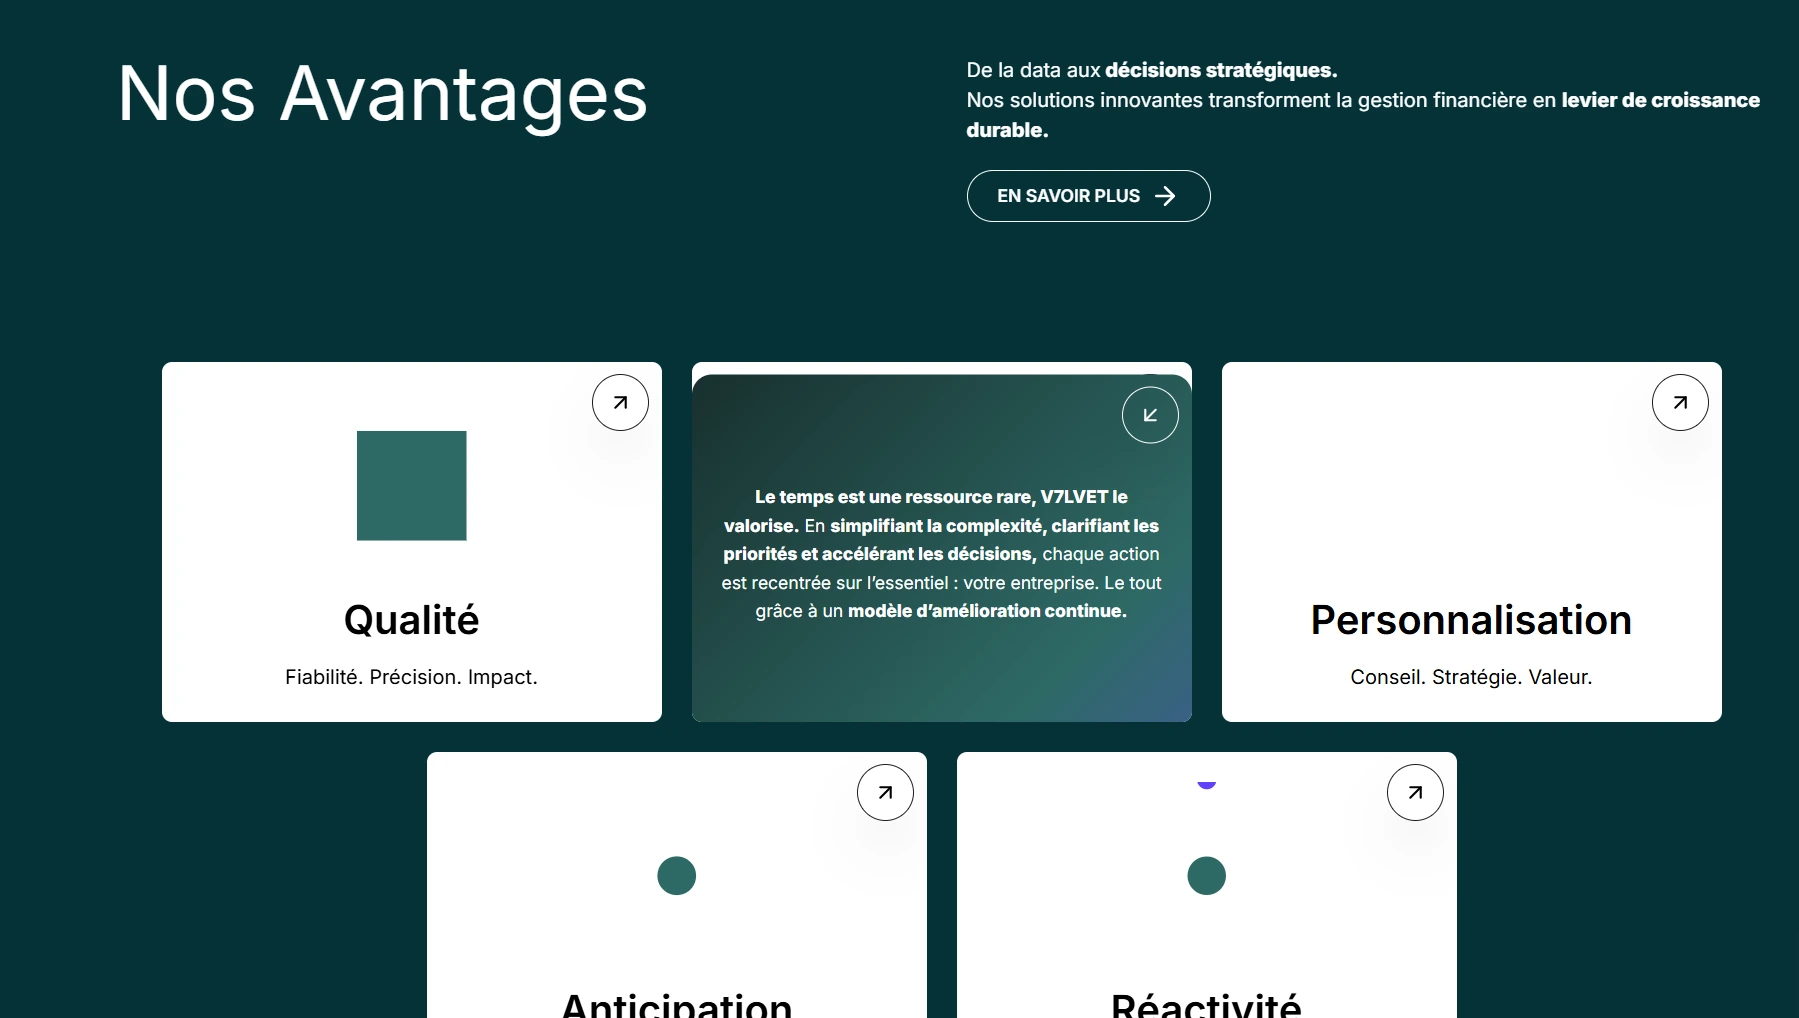 Nos Avantages
De la data aux décisions stratégiques.
Nos solutions innovantes transforment la gestion financière en levier de croissance
durable.
EN SAVOIR PLUS
Qualité
Fiabilité. Précision. Impact.
Le temps est une ressource rare, V7LVET le
valorise. En simplifiant la complexité, clarifiant les
priorités et accélérant les décisions, chaque action
est recentrée sur l’essentiel : votre entreprise. Le tout
grâce à un modèle d’amélioration continue.
Personnalisation
Conseil. Stratégie. Valeur.
Anticipation
Réactivité